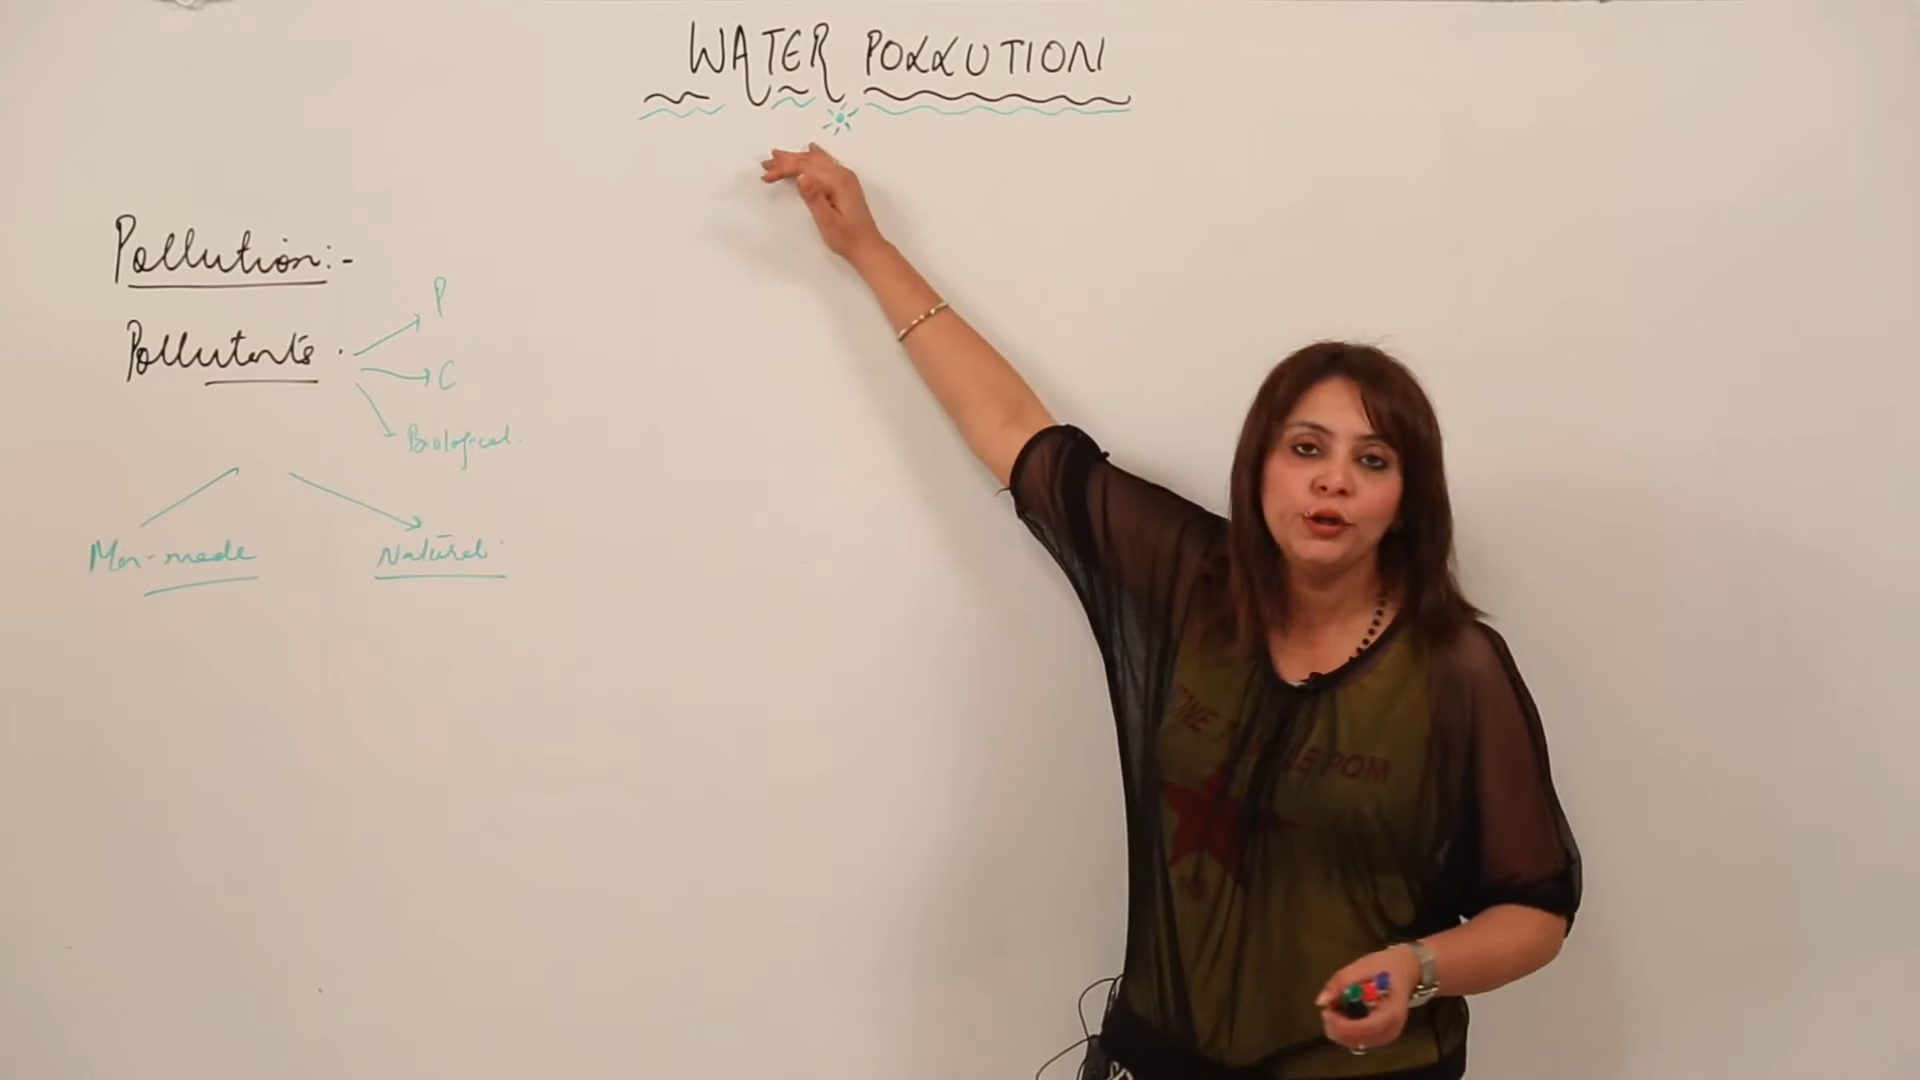 WATER POLLUTION
Pollution:-
P
Pollutants.
C
Biological.
Man-made
Natural.